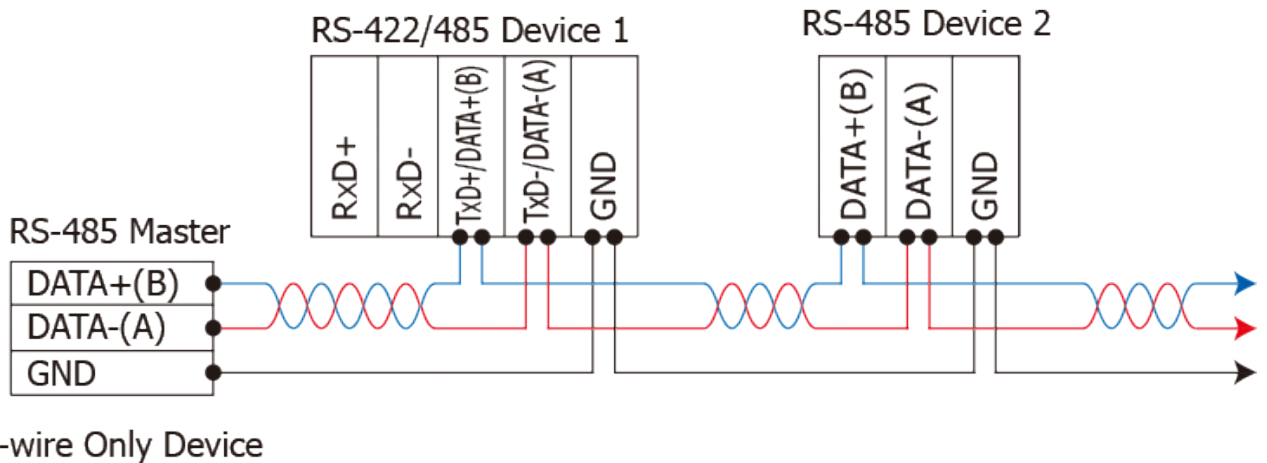 RS-422/485 Device 1
RS-485 Device 2
RxD+
RxD-
TxD+/DATA+(B)
TxD-/DATA-(A)
GND
DATA+(B)
DATA-(A)
GND
RS-485 Master
DATA+(B)
DATA-(A)
GND
-wire Only Device